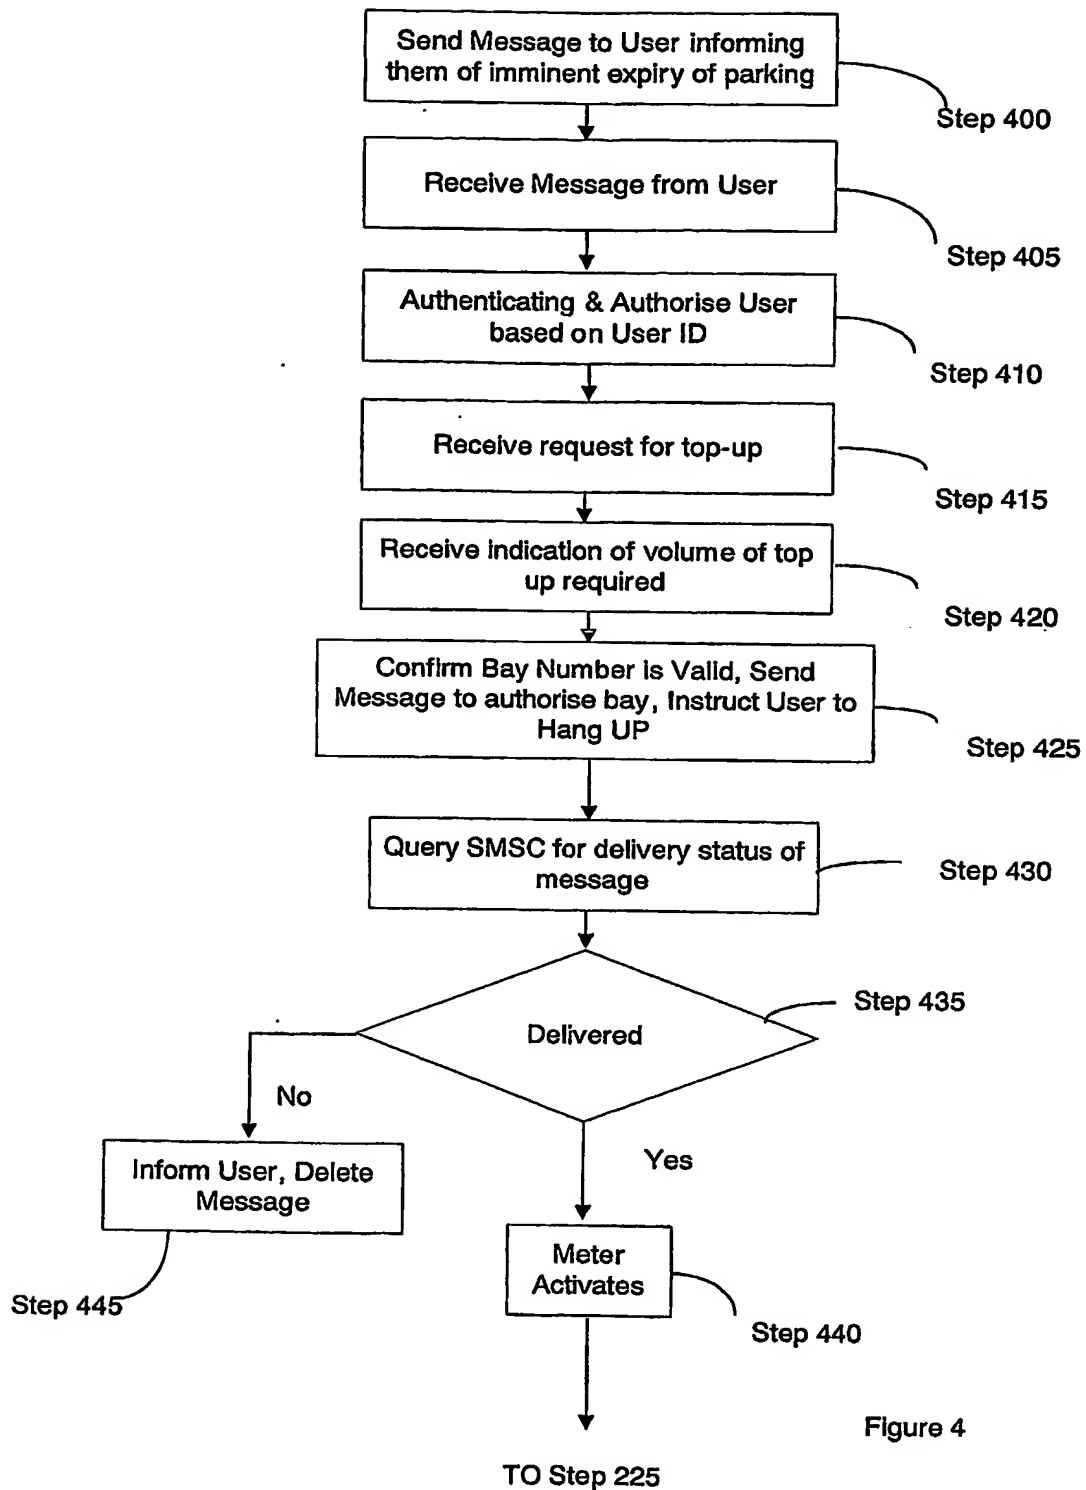 Send Message to User informing
them of imminent expiry of parking
Step 400
Receive Message from User
Step 405
Authenticating & Authorise User
based on User ID
Step 410
Receive request for top-up
Step 415
Receive indication of volume of top
up required
Step 420
Confirm Bay Number is Valid, Send
Message to authorise bay, Instruct User to
Hang UP
Step 425
Query SMSC for delivery status of
message
Step 430
Delivered
Step 435
No
Yes
Inform User, Delete
Message
Step 445
Meter
Activates
Step 440
Figure 4
TO Step 225